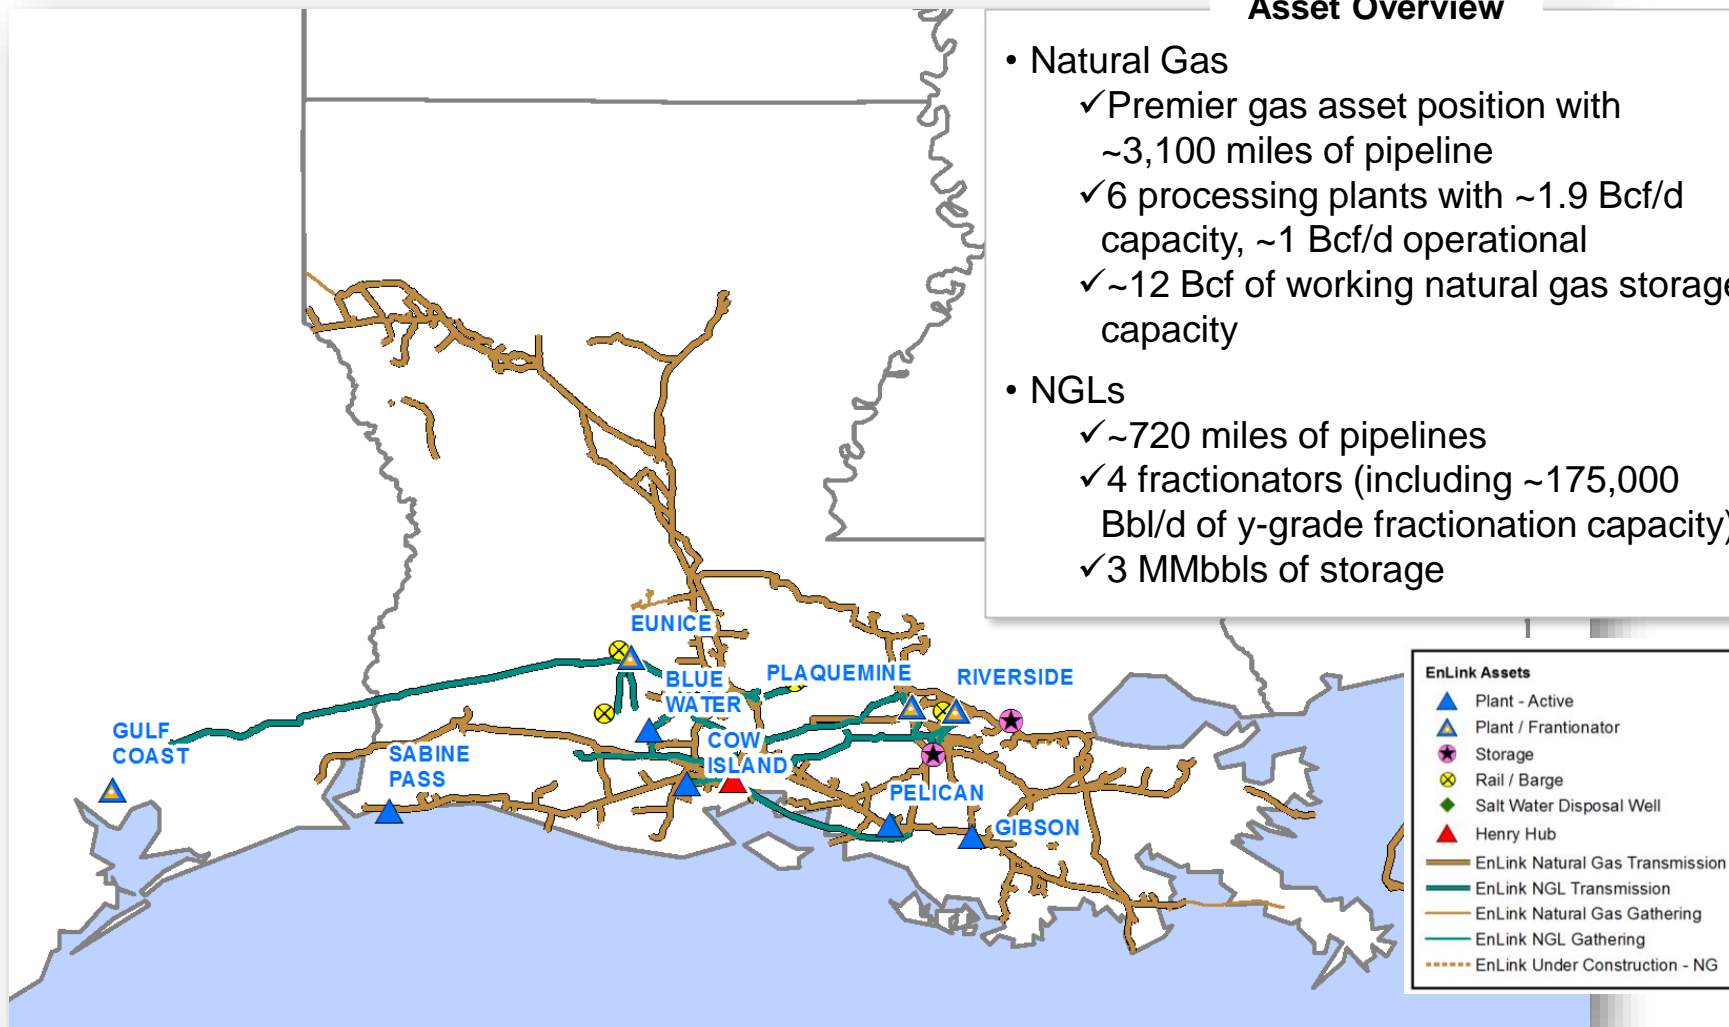 Asset Overview
• Natural Gas
✓Premier gas asset position with
~3,100 miles of pipeline
✓6 processing plants with ~1.9 Bcf/d
capacity, ~1 Bcf/d operational
✓~12 Bcf of working natural gas storage
capacity
• NGLs
✓~720 miles of pipelines
✓4 fractionators (including ~175,000
Bbl/d of y-grade fractionation capacity)
✓3 MMbbls of storage
EUNICE
BLUE
WATER
PLAQUEMINE
RIVERSIDE
GULF
COAST
SABINE
PASS
COW
ISLAND
PELICAN
GIBSON
EnLink Assets
Plant - Active
Plant / Frantionator
Storage
Rail / Barge
Salt Water Disposal Well
Henry Hub
EnLink Natural Gas Transmission
EnLink NGL Transmission
EnLink Natural Gas Gathering
EnLink NGL Gathering
EnLink Under Construction - NG